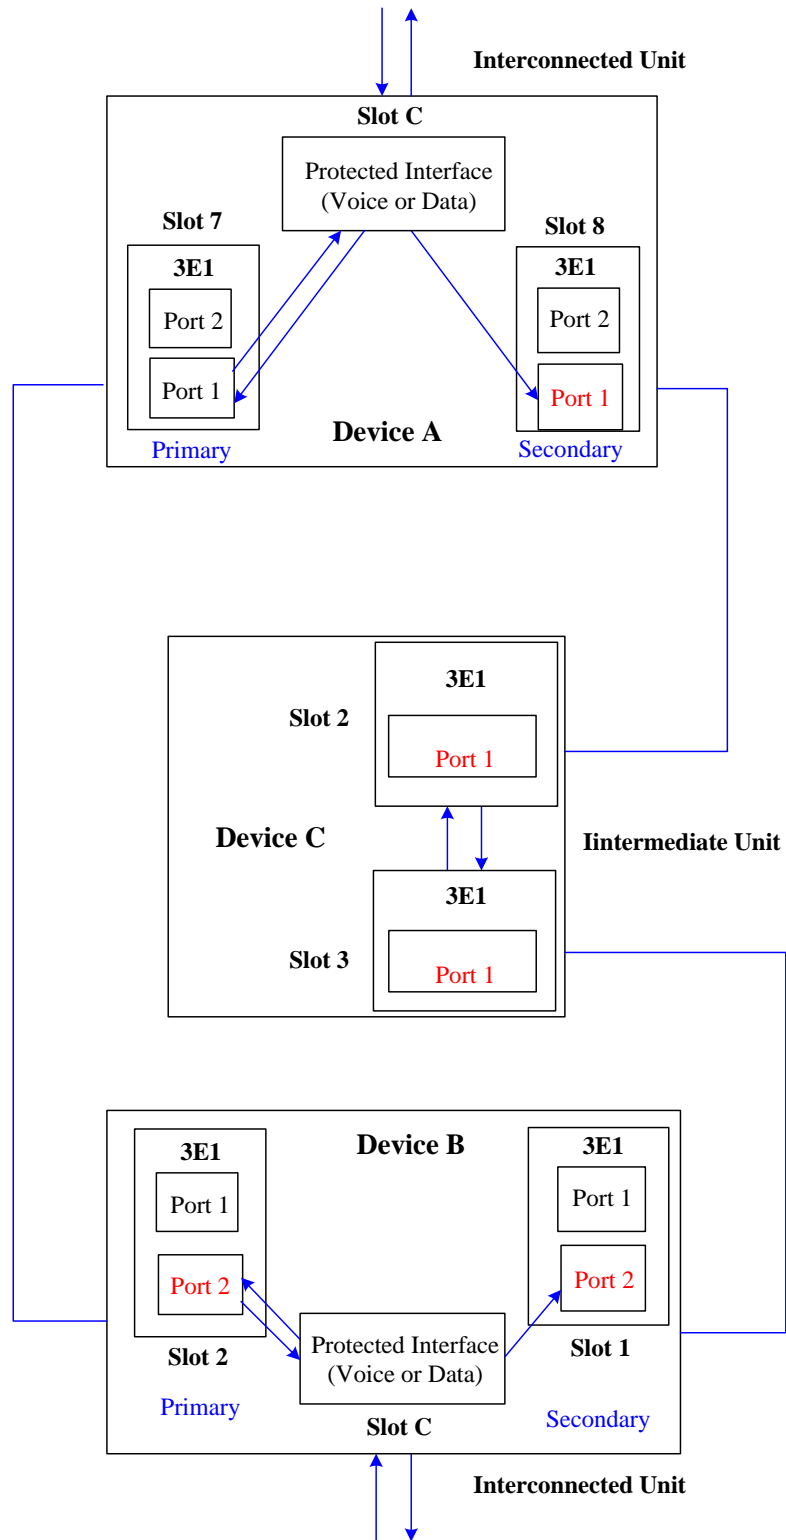 Interconnected Unit
Slot C
Protected Interface
(Voice or Data)
Slot 7
Slot 8
3E1
3E1
Port 2
Port 2
Port 1
Port 1
Device A
Primary
Secondary
3E1
Slot 2
Port 1
Device C
Iintermediate Unit
3E1
Slot 3
Port 1
Device B
3E1
3E1
Port 1
Port 1
Port 2
Port 2
Protected Interface
(Voice or Data)
Slot 2
Slot 1
Primary
Secondary
Slot C
Interconnected Unit